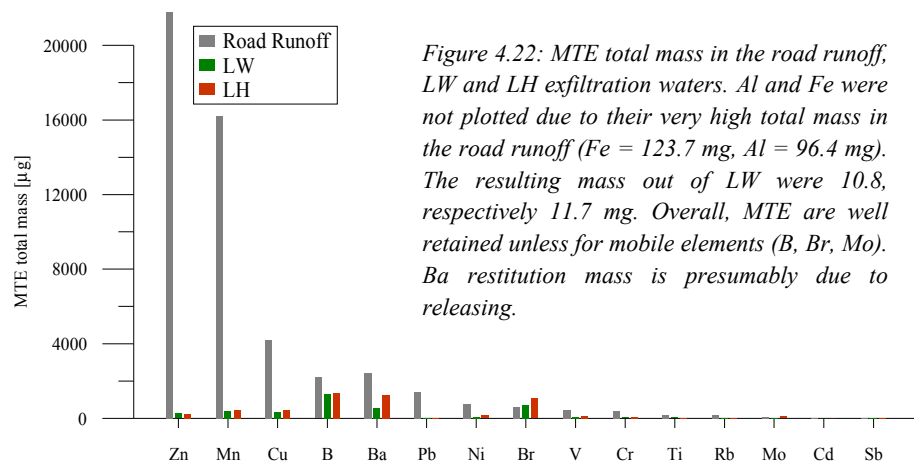 20000
16000
12000
8000
4000
0
MTE total mass [µg]
Road Runoff
LW
LH
Figure 4.22: MTE total mass in the road runoff,
LW and LH exfiltration waters. Al and Fe were
not plotted due to their very high total mass in
the road runoff (Fe = 123.7 mg, Al = 96.4 mg).
The resulting mass out of LW were 10.8,
respectively 11.7 mg. Overall, MTE are well
retained unless for mobile elements (B, Br, Mo).
Ba restitution mass is presumably due to
releasing.
Zn Mn Cu B Ba Pb Ni Br V Cr Ti Rb Mo Cd Sb